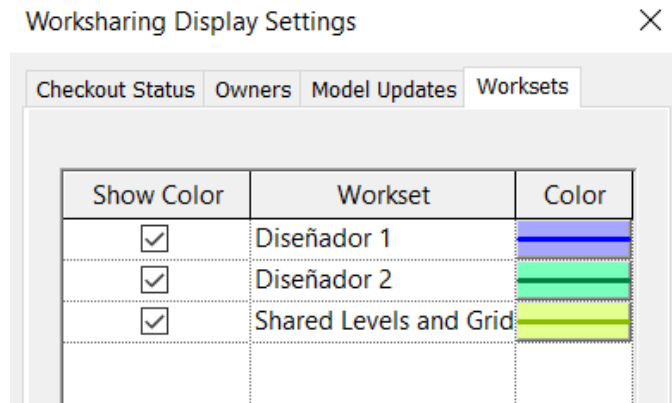 Worksharing Display Settings
Checkout Status Owners Model Updates Worksets
Show Color Workset Color
Diseñador 1
Diseñador 2
Shared Levels and Grid